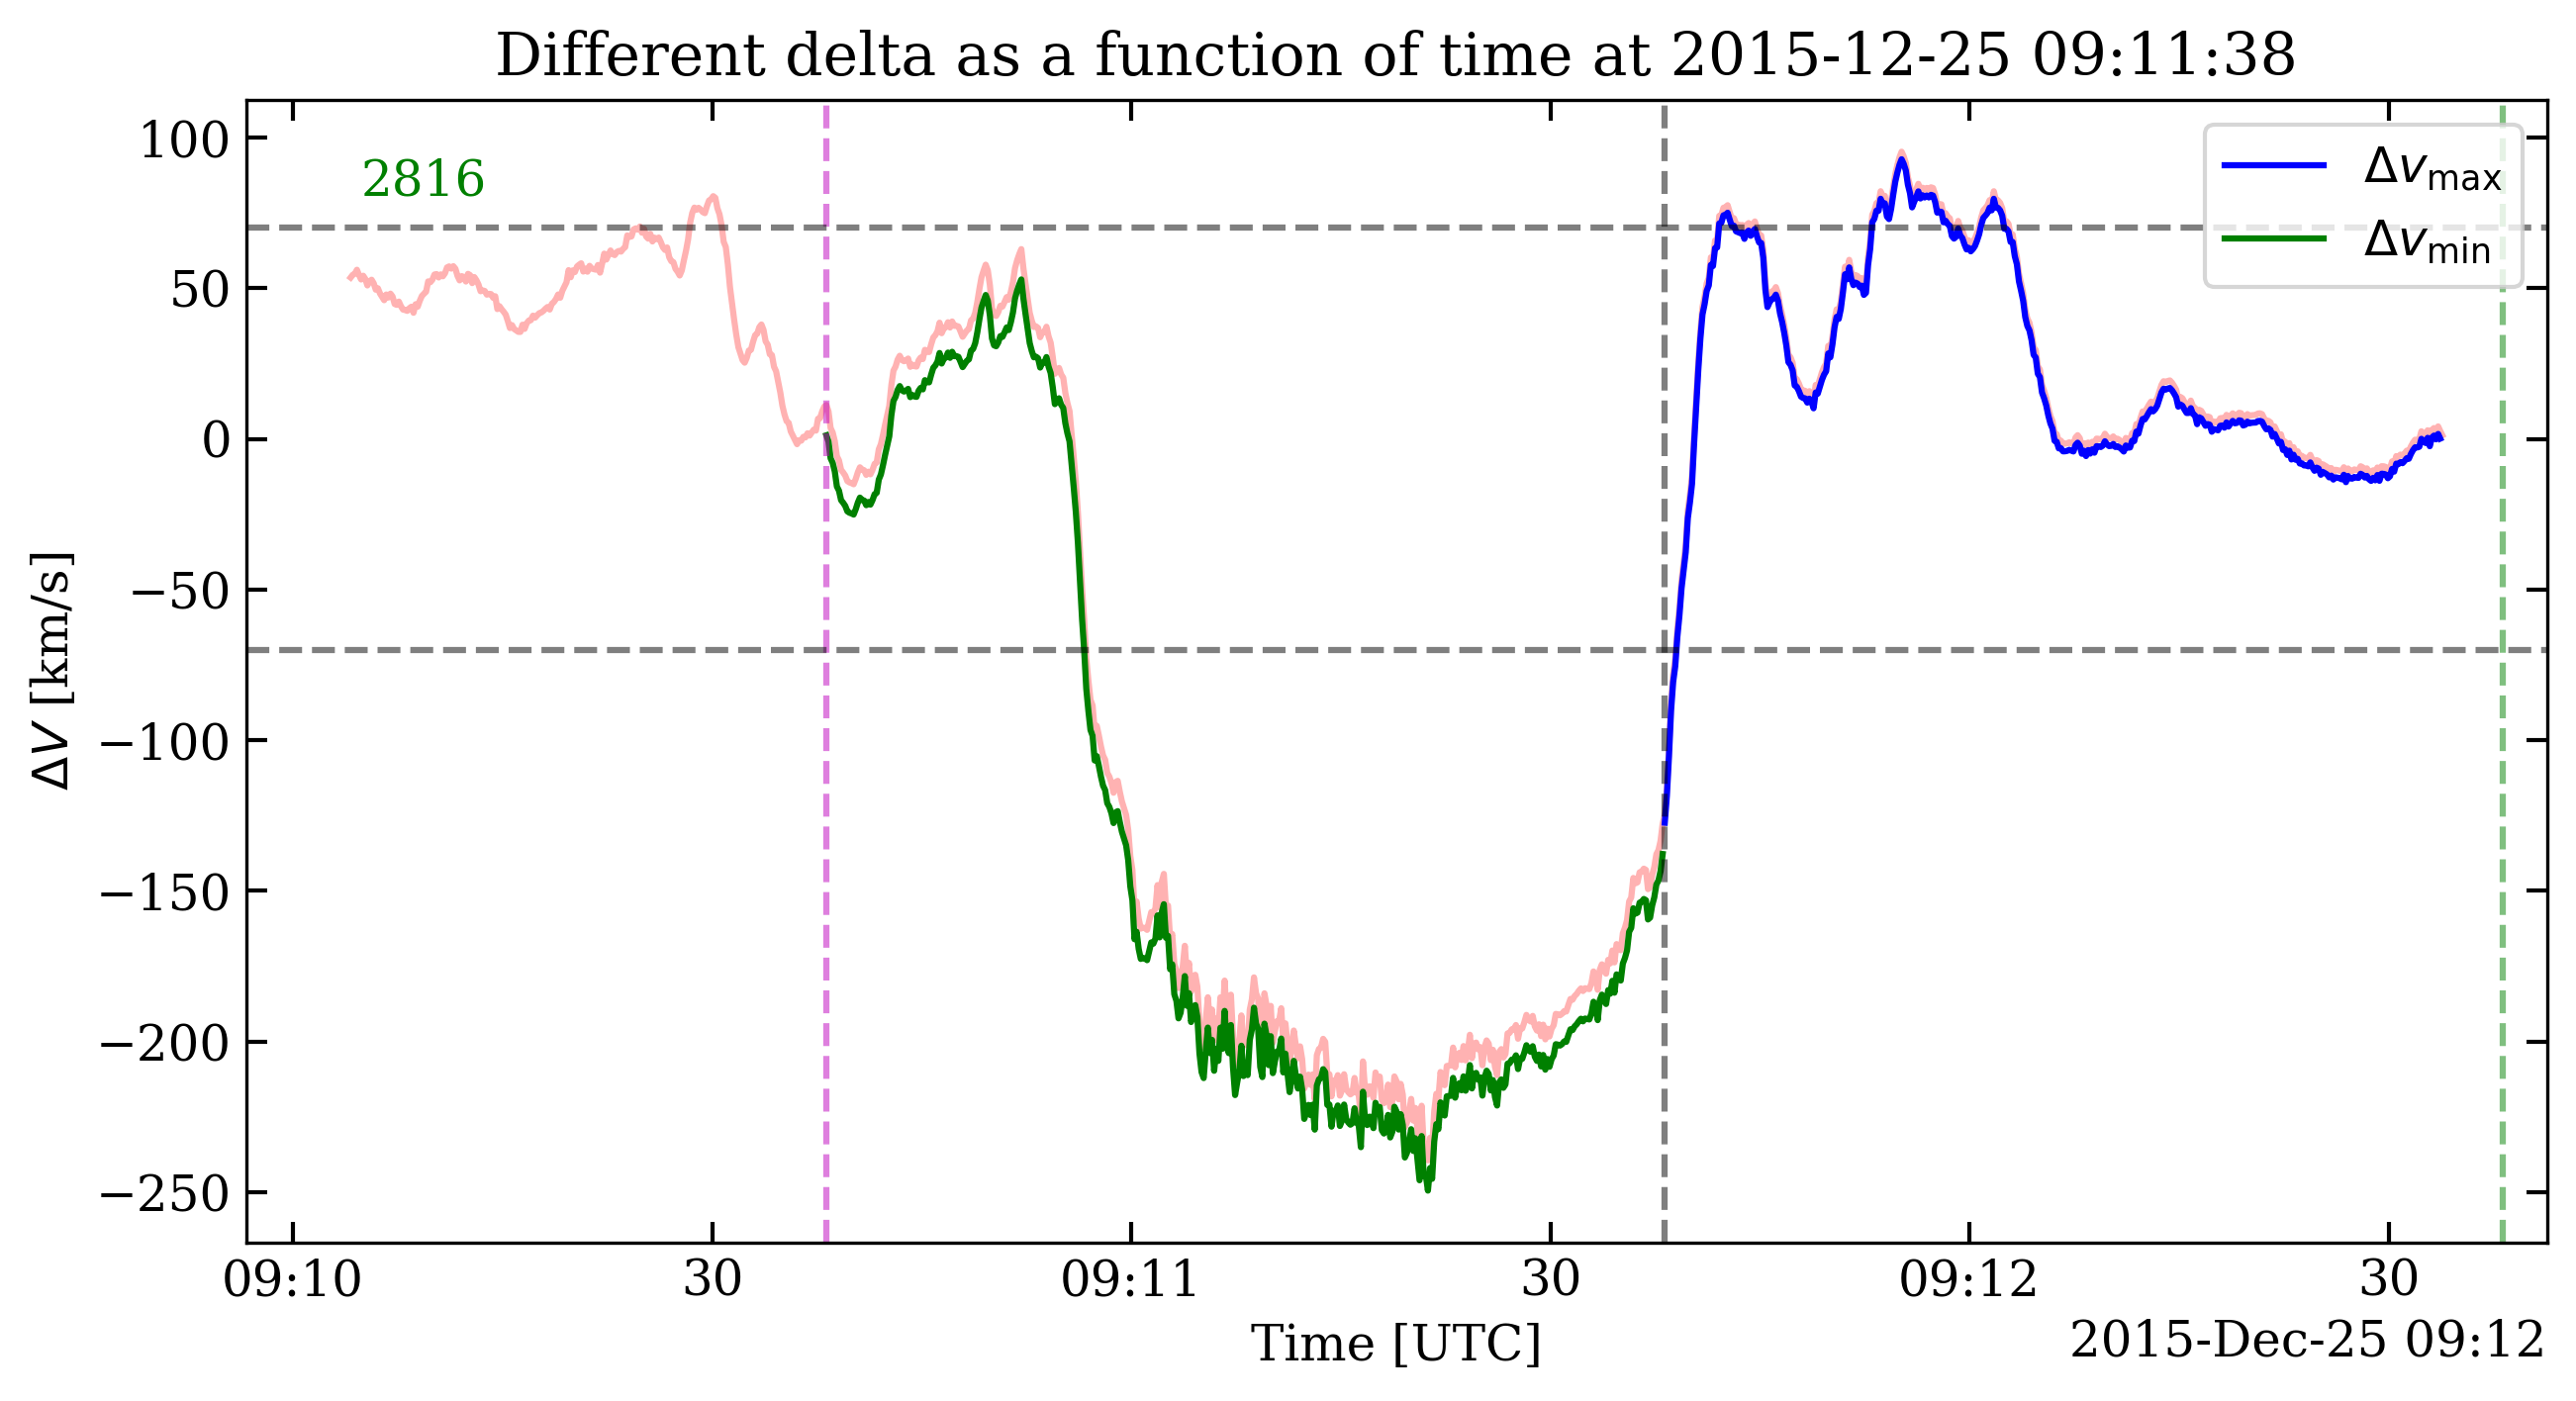 Different delta as a function of time at 2015-12-25 09:11:38
2816
Δv_max
Δv_min
100
50
0
−50
−100
−150
−200
−250
ΔV [km/s]
09:10 30 09:11 30 09:12 30
Time [UTC]
2015-Dec-25 09:12